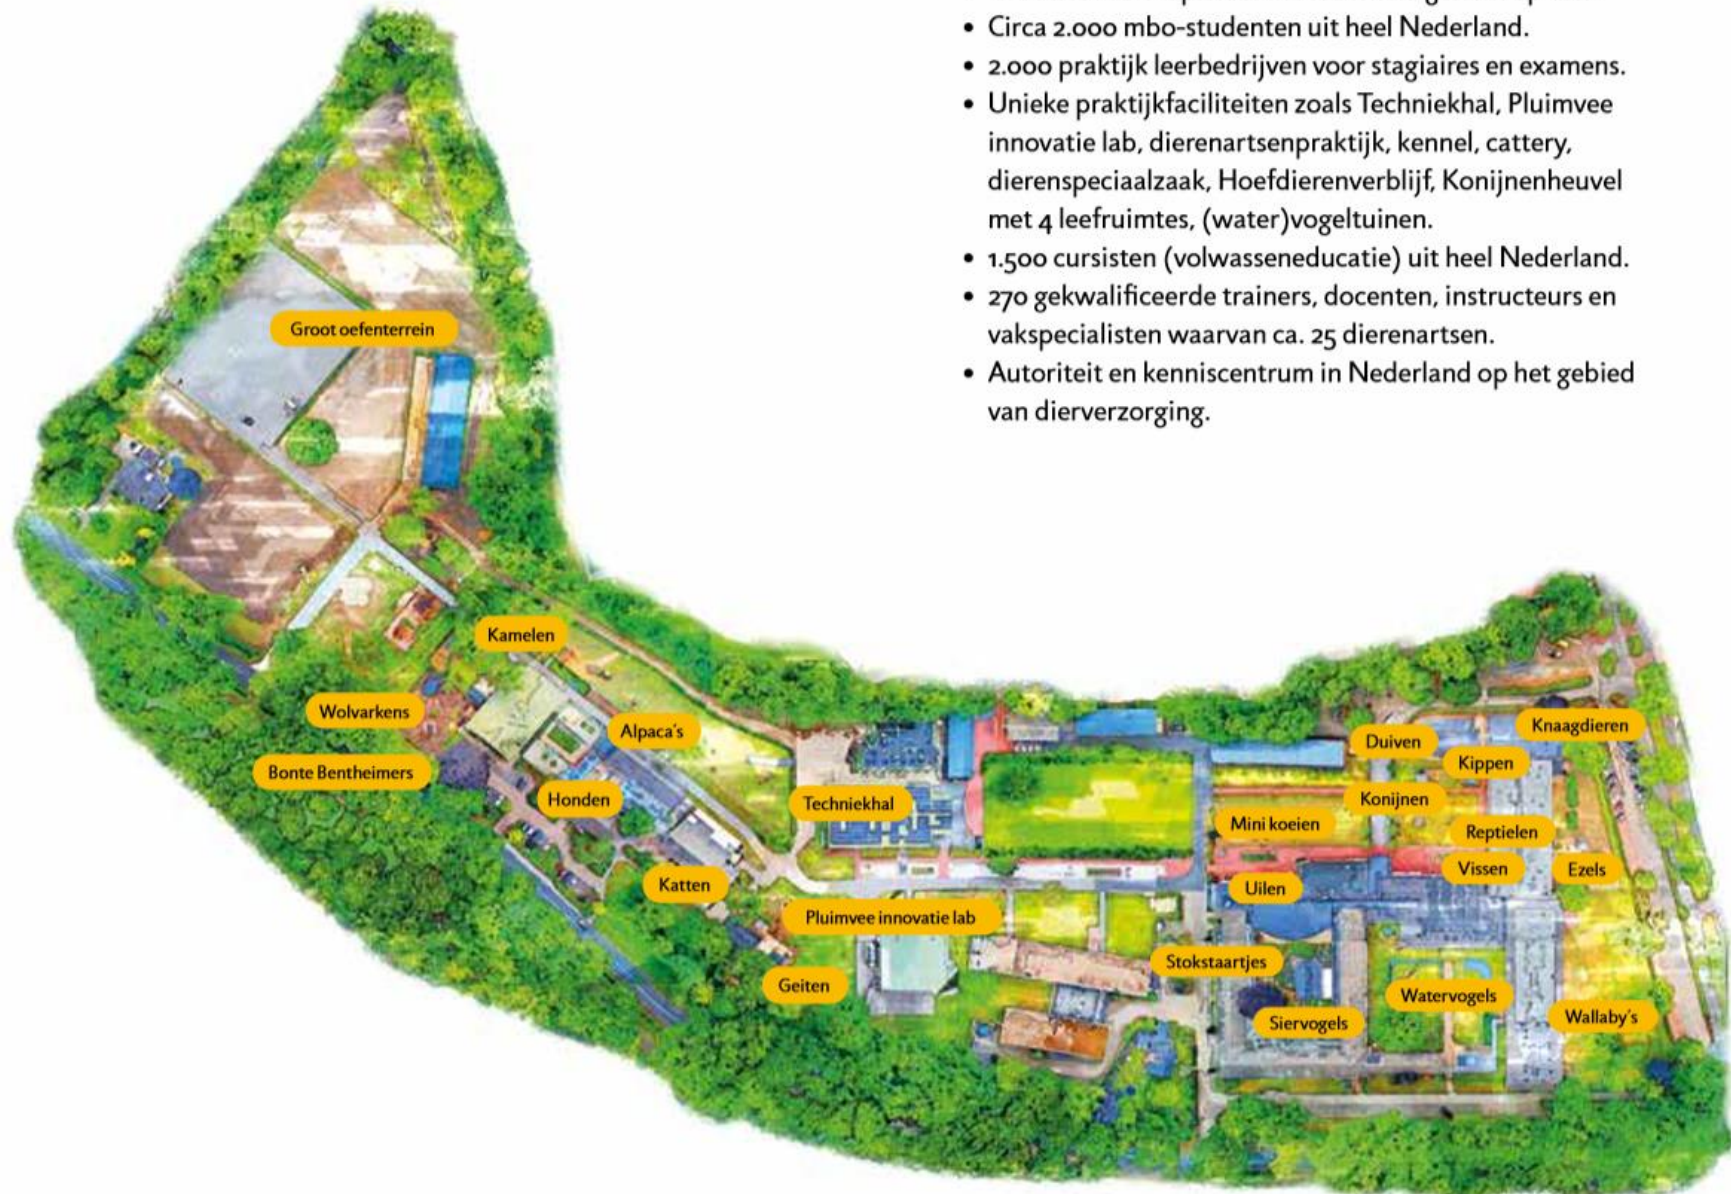 • Circa 2.000 mbo-studenten uit heel Nederland.
• 2.000 praktijk leerbedrijven voor stagiaires en examens.
• Unieke praktijkfaciliteiten zoals Techniekhal, Pluimvee
innovatie lab, dierenartsenpraktijk, kennel, cattery,
dierenspeciaalzaak, Hoefdierenverblijf, Konijnenheuvel
met 4 leefruimtes, (water)vogeltuinen.
• 1.500 cursisten (volwasseneducatie) uit heel Nederland.
• 270 gekwalificeerde trainers, docenten, instructeurs en
vakspecialisten waarvan ca. 25 dierenartsen.
• Autoriteit en kenniscentrum in Nederland op het gebied
van dierverzorging.
Groot oefenterrein
Kamelen
Wolvarkens
Alpaca's
Bonte Bentheimers
Honden
Techniekhal
Katten
Pluimvee innovatie lab
Geiten
Knaagdieren
Duiven
Kippen
Konijnen
Mini koeien
Reptielen
Vissen
Ezels
Uilen
Stokstaartjes
Watervogels
Siervogels
Wallaby's